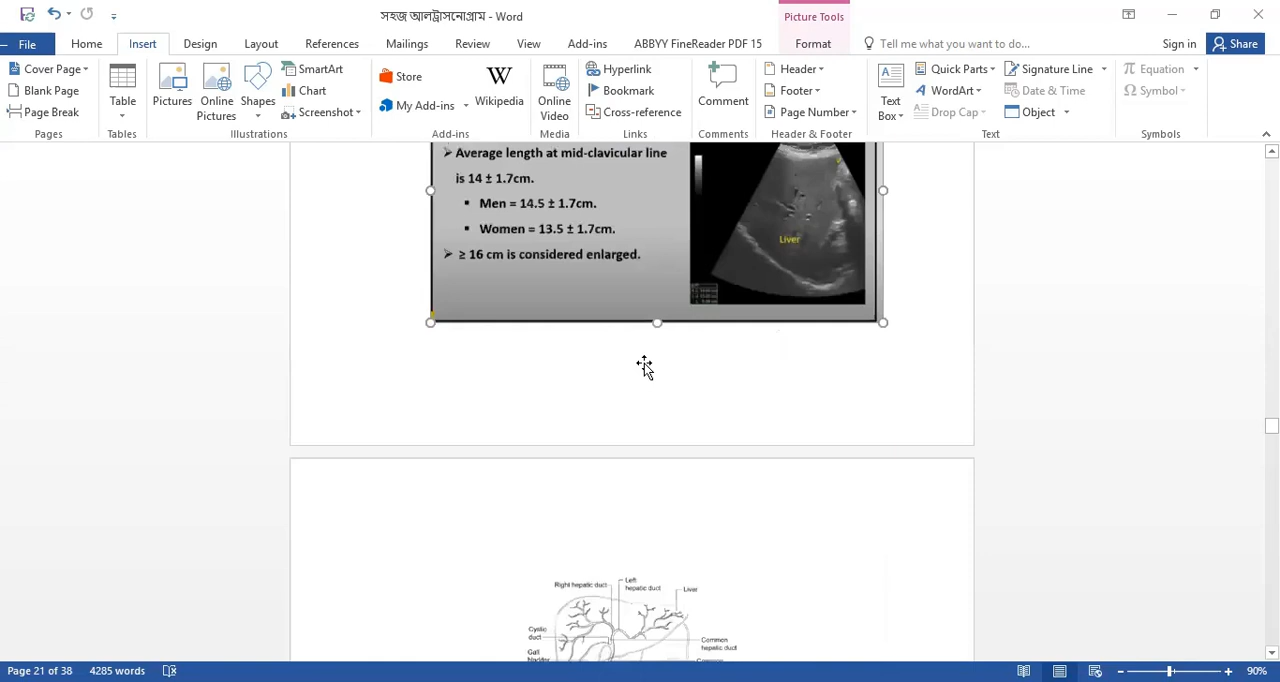 সহজ আলট্রাসনোগ্রাম - Word
Picture Tools
File
Home
Insert
Design
Layout
References
Mailings
Review
View
Add-ins
ABBYY FineReader PDF 15
Format
Tell me what you want to do...
Sign in
Share
Cover Page
Blank Page
Page Break
Pages
Table
Tables
Pictures
Online Pictures
Shapes
SmartArt
Chart
Screenshot
Illustrations
Store
My Add-ins
W
Wikipedia
Add-ins
Online Video
Media
Hyperlink
Bookmark
Cross-reference
Links
Comment
Comments
Header
Footer
Page Number
Header & Footer
Text Box
Quick Parts
WordArt
Drop Cap
Signature Line
Date & Time
Object
Text
Equation
Symbol
Symbols
Average length at mid-clavicular line
is 14 ± 1.7cm.
Men = 14.5 ± 1.7cm.
Women = 13.5 ± 1.7cm.
≥ 16 cm is considered enlarged.
Liver
Right hepatic duct
Left
hepatic duct
Liver
Cystic
duct
Common
hepatic duct
Gall
bladder
Common
Page 21 of 38
4285 words
90%